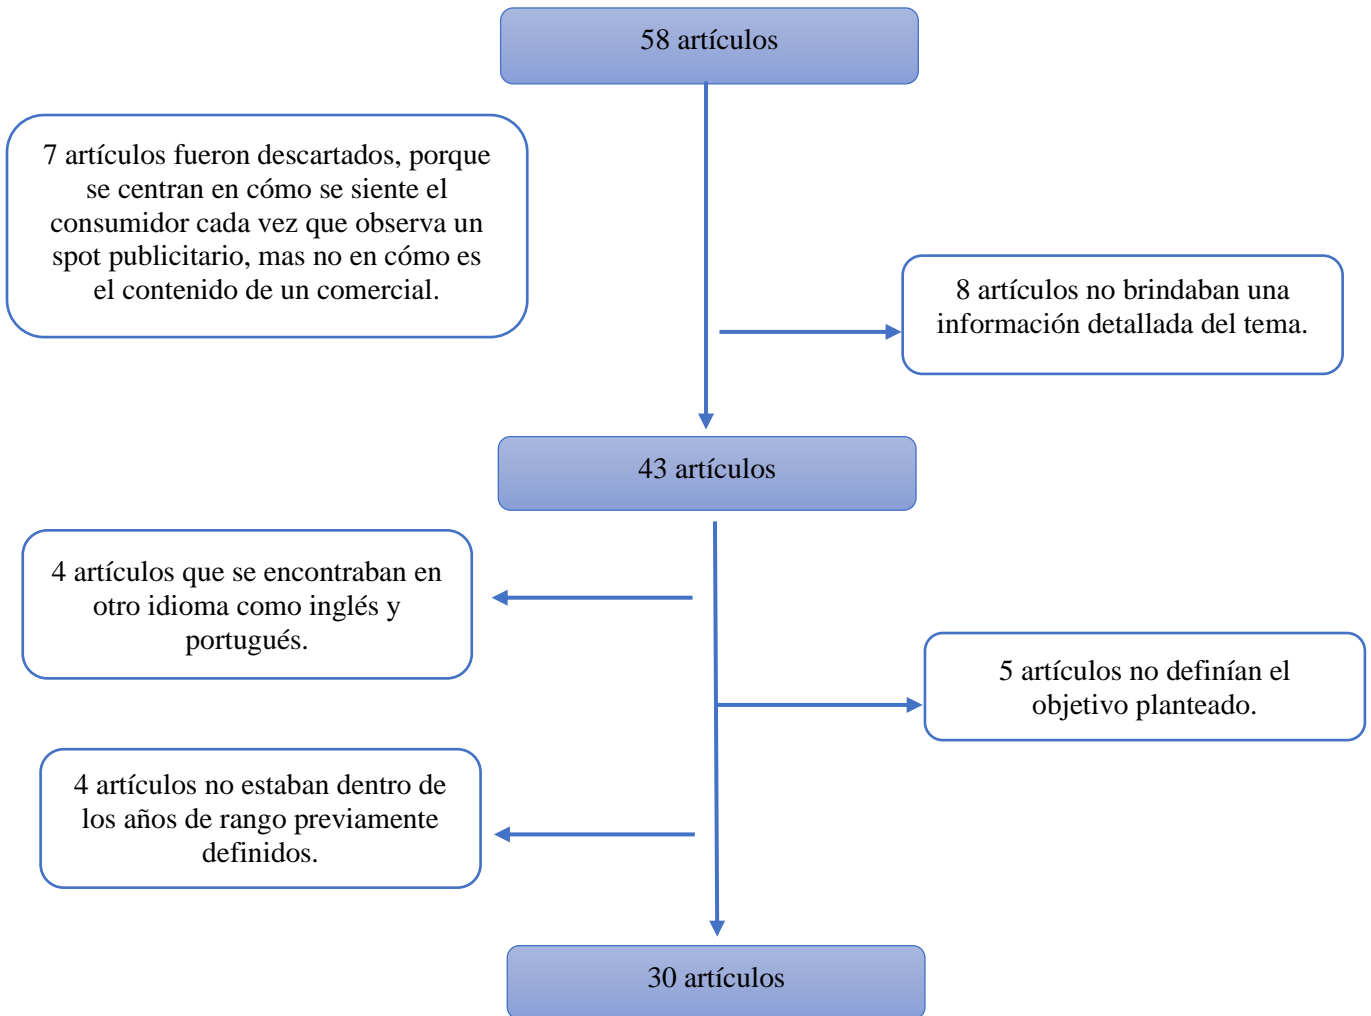 58 artículos
7 artículos fueron descartados, porque
se centran en cómo se siente el
consumidor cada vez que observa un
spot publicitario, mas no en cómo es
el contenido de un comercial.
8 artículos no brindaban una
información detallada del tema.
43 artículos
4 artículos que se encontraban en
otro idioma como inglés y
portugués.
5 artículos no definían el
objetivo planteado.
4 artículos no estaban dentro de
los años de rango previamente
definidos.
30 artículos